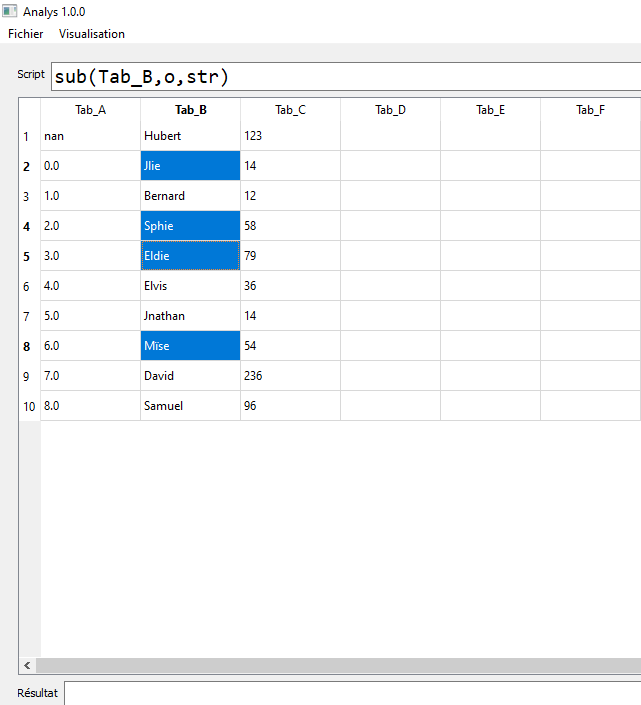 Analys 1.0.0
Fichier Visualisation
Script sub(Tab_B,o,str)
Tab_A Tab_B Tab_C Tab_D Tab_E Tab_F
1 nan Hubert 123
2 0.0 Jlie 14
3 1.0 Bernard 12
4 2.0 Sphie 58
5 3.0 Eldie 79
6 4.0 Elvis 36
7 5.0 Jnathan 14
8 6.0 Mïse 54
9 7.0 David 236
10 8.0 Samuel 96
Résultat